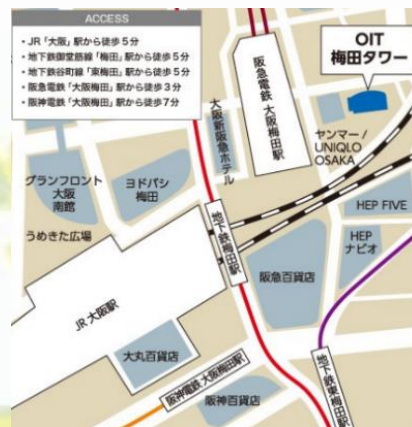 ACCESS
・JR「大阪」駅から徒歩5分
・地下鉄御堂筋線「梅田」駅から徒歩5分
・地下鉄谷町線「東梅田」駅から徒歩5分
・阪急電鉄「大阪梅田」駅から徒歩3分
・阪神電鉄「大阪梅田」駅から徒歩7分
OIT
梅田タワー
阪急電鉄 大阪梅田駅
大阪新阪急ホテル
ヤンマー /
UNIQLO
OSAKA
グランフロント
大阪
南館
ヨドバシ
梅田
HEP FIVE
うめきた広場
地下鉄梅田駅
HEP
ナビオ
阪急百貨店
JR 大阪駅
大丸百貨店
阪神電鉄 大阪梅田駅
地下鉄東梅田駅
阪神百貨店